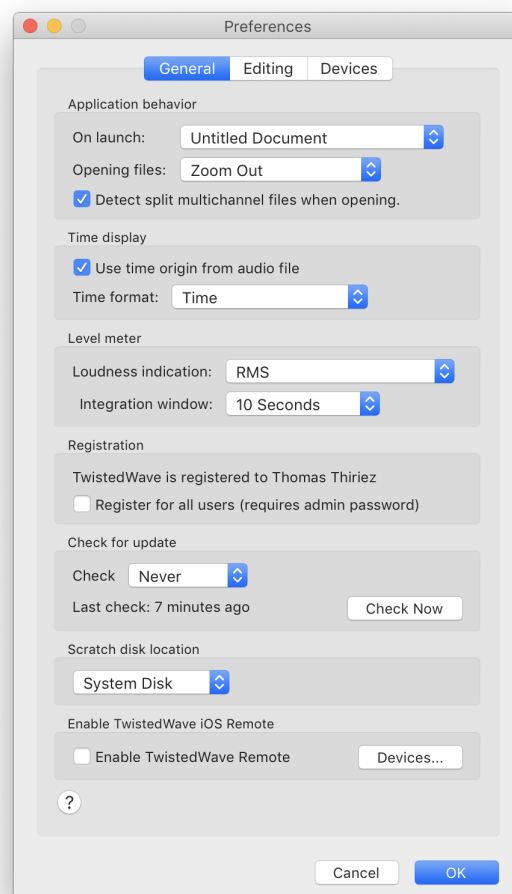 Preferences
General Editing Devices
Application behavior
On launch: Untitled Document
Opening files: Zoom Out
Detect split multichannel files when opening.
Time display
Use time origin from audio file
Time format: Time
Level meter
Loudness indication: RMS
Integration window: 10 Seconds
Registration
TwistedWave is registered to Thomas Thiriez
Register for all users (requires admin password)
Check for update
Check Never
Last check: 7 minutes ago Check Now
Scratch disk location
System Disk
Enable TwistedWave iOS Remote
Enable TwistedWave Remote Devices...
?
Cancel OK